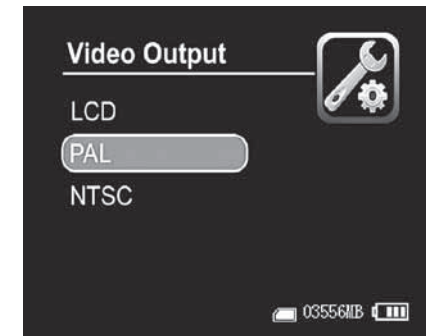 Video Output
LCD
PAL
NTSC
03556MB